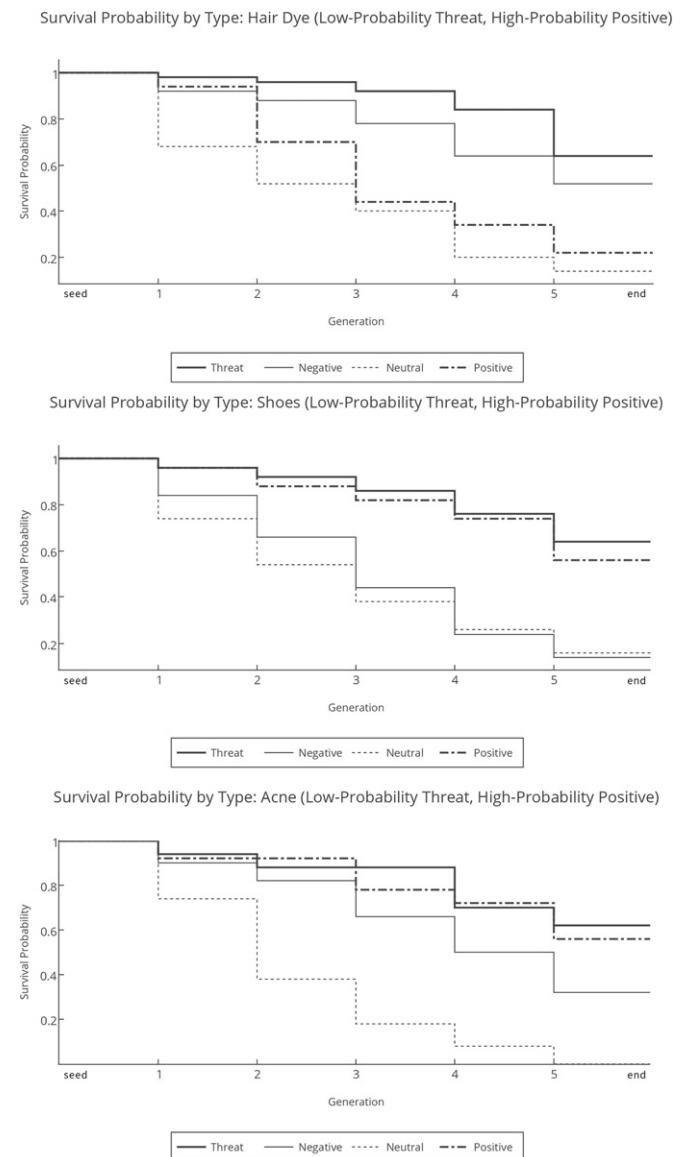 Survival Probability by Type: Hair Dye (Low-Probability Threat, High-Probability Positive)
Survival Probability
1
0.8
0.6
0.4
0.2
seed 1 2 3 4 5 end
Generation
Threat Negative Neutral Positive
Survival Probability by Type: Shoes (Low-Probability Threat, High-Probability Positive)
Survival Probability
1
0.8
0.6
0.4
0.2
seed 1 2 3 4 5 end
Generation
Threat Negative Neutral Positive
Survival Probability by Type: Acne (Low-Probability Threat, High-Probability Positive)
Survival Probability
1
0.8
0.6
0.4
0.2
seed 1 2 3 4 5 end
Generation
Threat Negative Neutral Positive